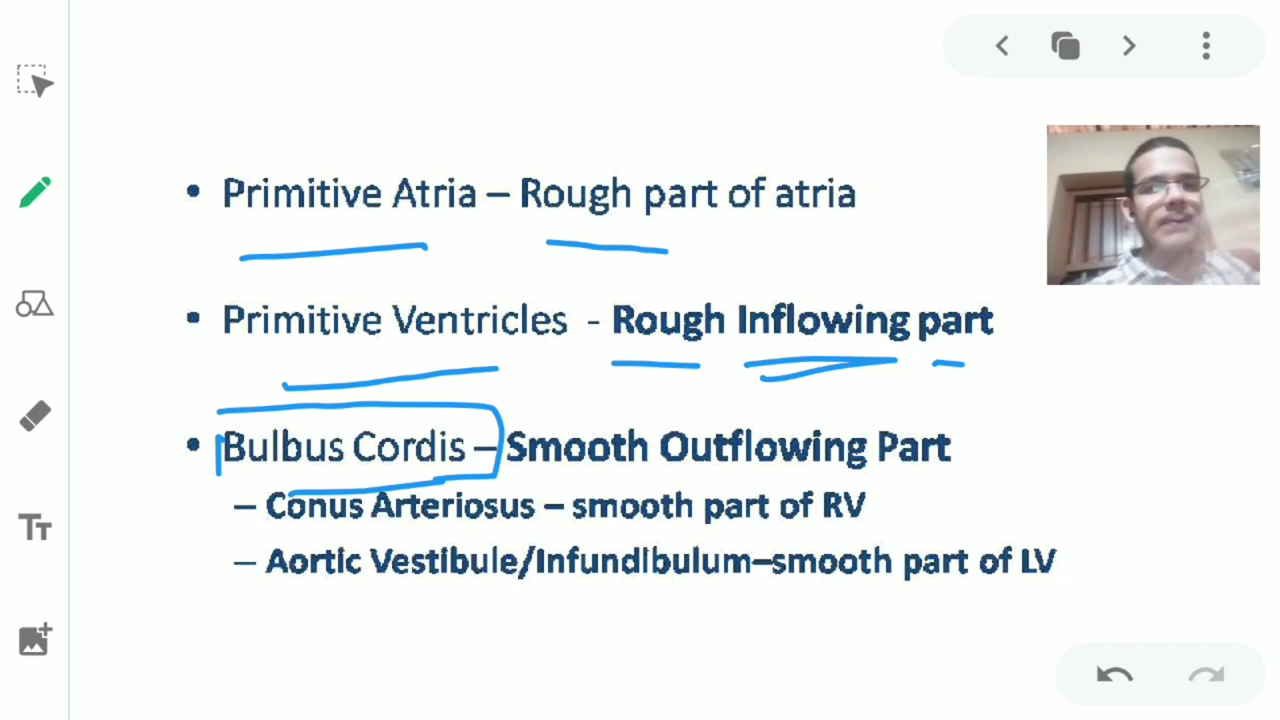 • Primitive Atria – Rough part of atria
• Primitive Ventricles - Rough Inflowing part
• Bulbus Cordis – Smooth Outflowing Part
– Conus Arteriosus – smooth part of RV
– Aortic Vestibule/Infundibulum–smooth part of LV
TT